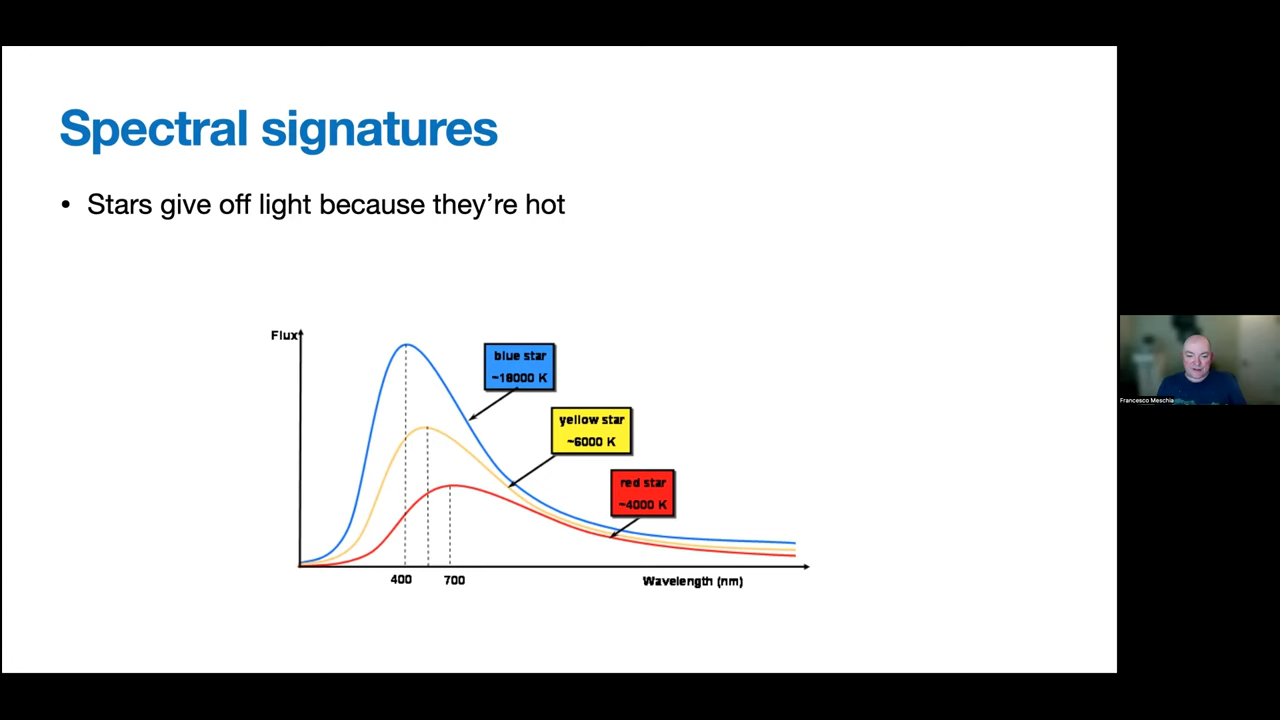 Spectral signatures
• Stars give off light because they’re hot
Flux
blue star
~18000 K
yellow star
~6000 K
red star
~4000 K
400
700
Wavelength (nm)
Francesco Meschia